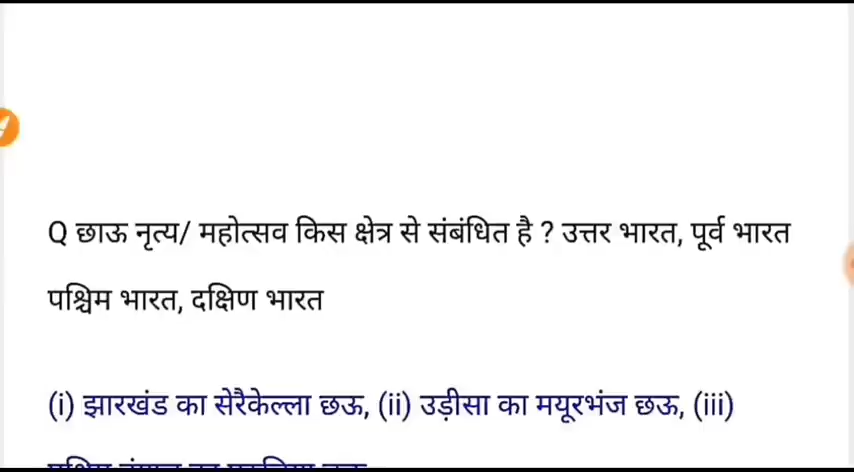 Q छाऊ नृत्य/ महोत्सव किस क्षेत्र से संबंधित है ? उत्तर भारत, पूर्व भारत
पश्चिम भारत, दक्षिण भारत
(i) झारखंड का सेरैकेल्ला छऊ, (ii) उड़ीसा का मयूरभंज छऊ, (iii)